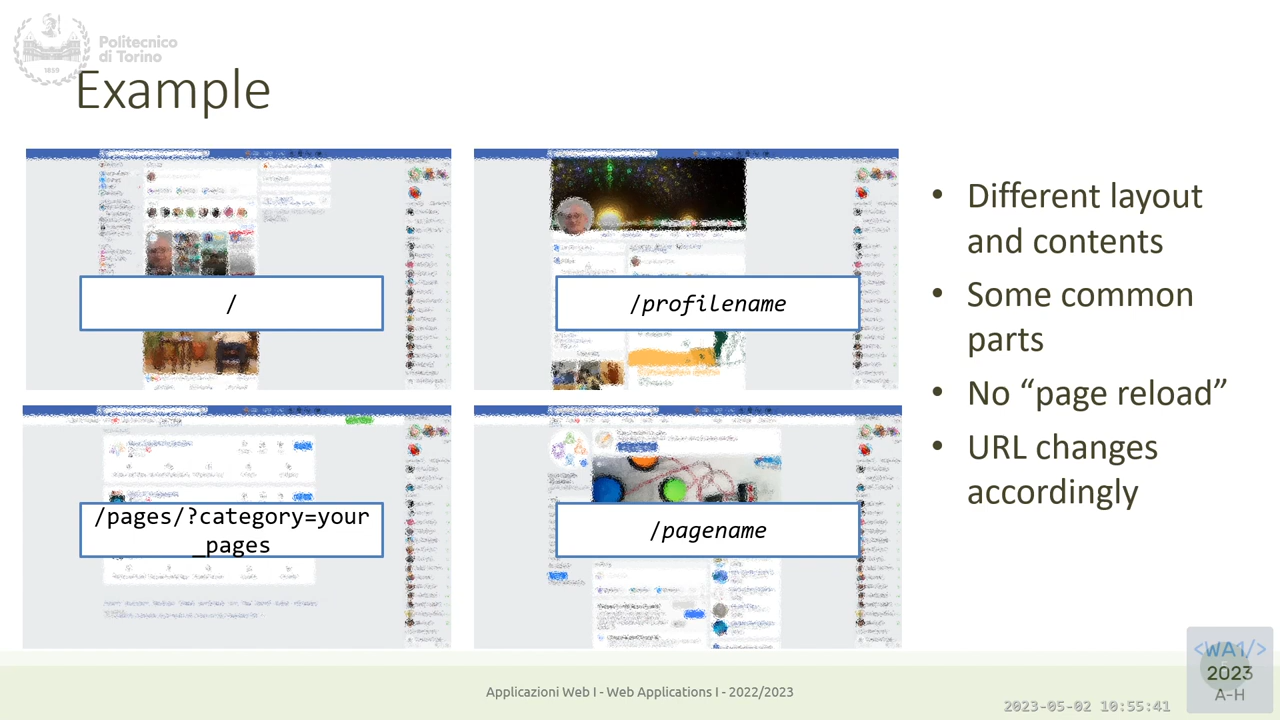 Politecnico
di Torino
1859
Example
/
/profilename
/pages/?category=your
_pages
/pagename
• Different layout
and contents
• Some common
parts
• No “page reload”
• URL changes
accordingly
Applicazioni Web I - Web Applications I - 2022/2023
2023-05-02 10:55:41
<WA1/>
2023
A-H